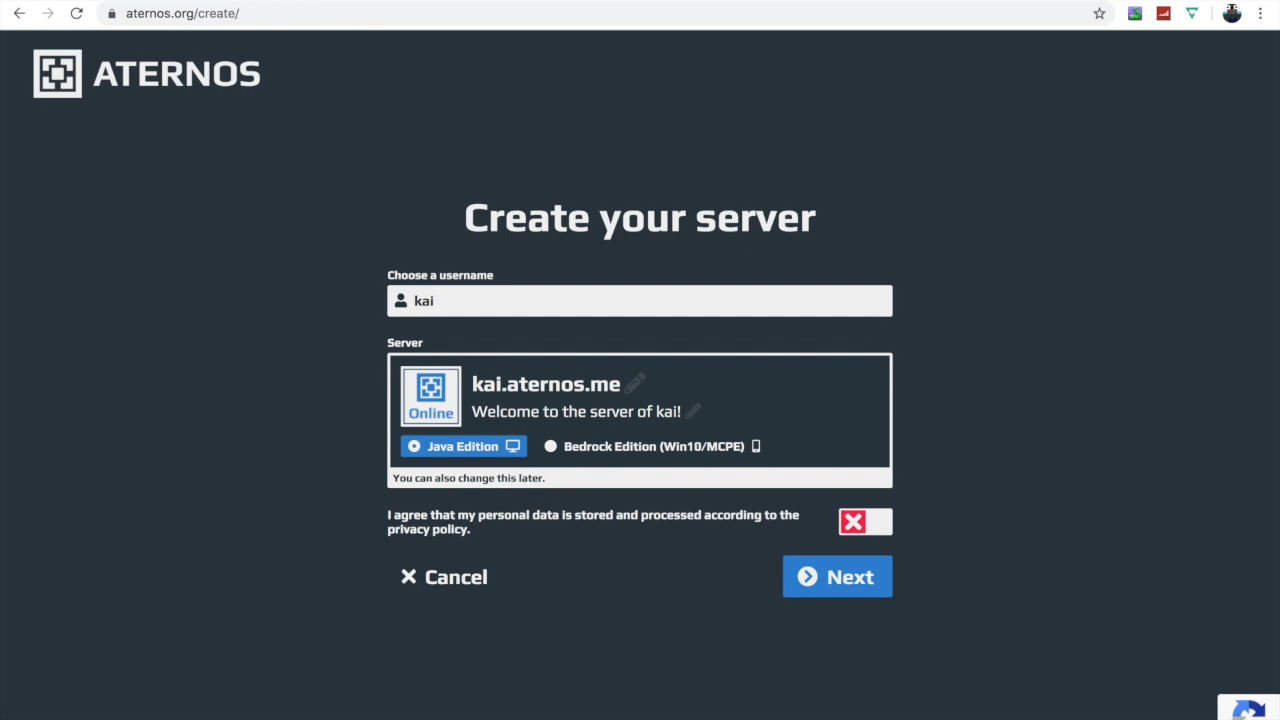 aternos.org/create/
ATERNOS
Create your server
Choose a username
kai
Server
Online
kai.aternos.me
Welcome to the server of kai!
Java Edition
Bedrock Edition (Win10/MCPE)
You can also change this later.
I agree that my personal data is stored and processed according to the
privacy policy.
Cancel
Next